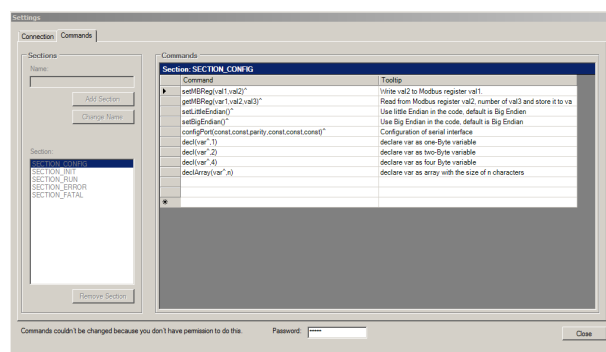 Settings
Connection Commands
Sections
Name:
Add Section
Change Name
Section:
SECTION_CONFIG
SECTION_INIT
SECTION_RUN
SECTION_ERROR
SECTION_FATAL
Remove Section
Commands
Section: SECTION_CONFIG
Command Tooltip
setMBReg(val1,val2)^ Write val2 to Modbus register val1.
getMBReg(var1,val2,val3)^ Read from Modbus register val2, number of val3 and store it to va
setLittleEndian()^ Use little Endian in the code, default is Big Endien
setBigEndian()^ Use Big Endian in the code, default is Big Endien
configPort(const,const,parity,const,const,const)^ Configuration of serial interface
decl(var^,1) declare var as one-Byte variable
decl(var^,2) declare var as two-Byte variable
decl(var^,4) declare var as four Byte variable
declArray(var^,n) declare var as array with the size of n characters
Commands couldn't be changed because you don't have permission to do this. Password: *****
Close